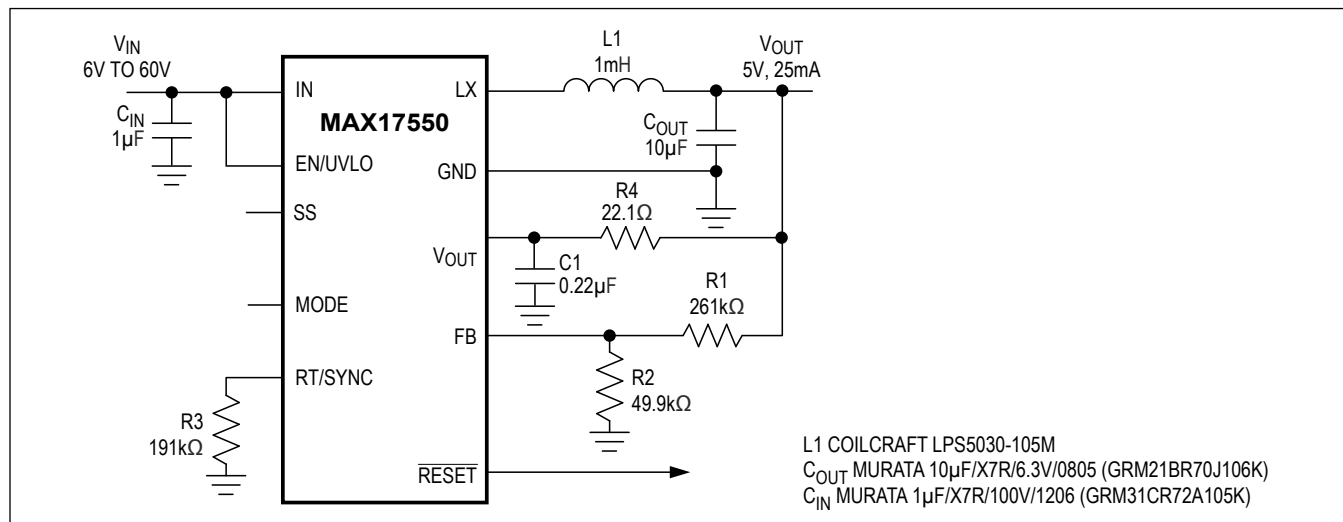 VIN
6V TO 60V
CIN
1µF
IN
EN/UVLO
SS
MODE
RT/SYNC
R3
191kΩ
MAX17550
LX
GND
VOUT
FB
RESET
L1
1mH
VOUT
5V, 25mA
COUT
10µF
R4
22.1Ω
C1
0.22µF
R1
261kΩ
R2
49.9kΩ
L1 COILCRAFT LPS5030-105M
COUT MURATA 10µF/X7R/6.3V/0805 (GRM21BR70J106K)
CIN MURATA 1µF/X7R/100V/1206 (GRM31CR72A105K)